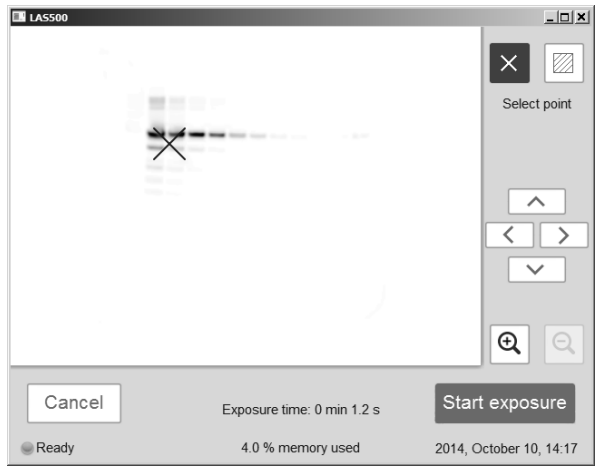 LAS500
Select point
Cancel
Exposure time: 0 min 1.2 s
Start exposure
Ready
4.0 % memory used
2014, October 10, 14:17